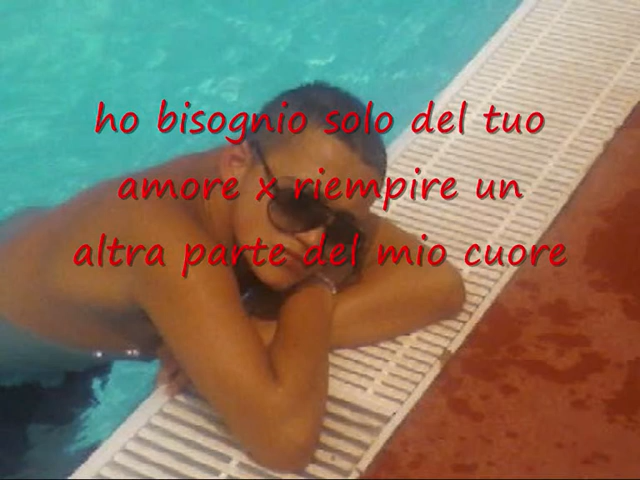 ho bisognio solo del tuo
amore x riempire un
altra parte del mio cuore